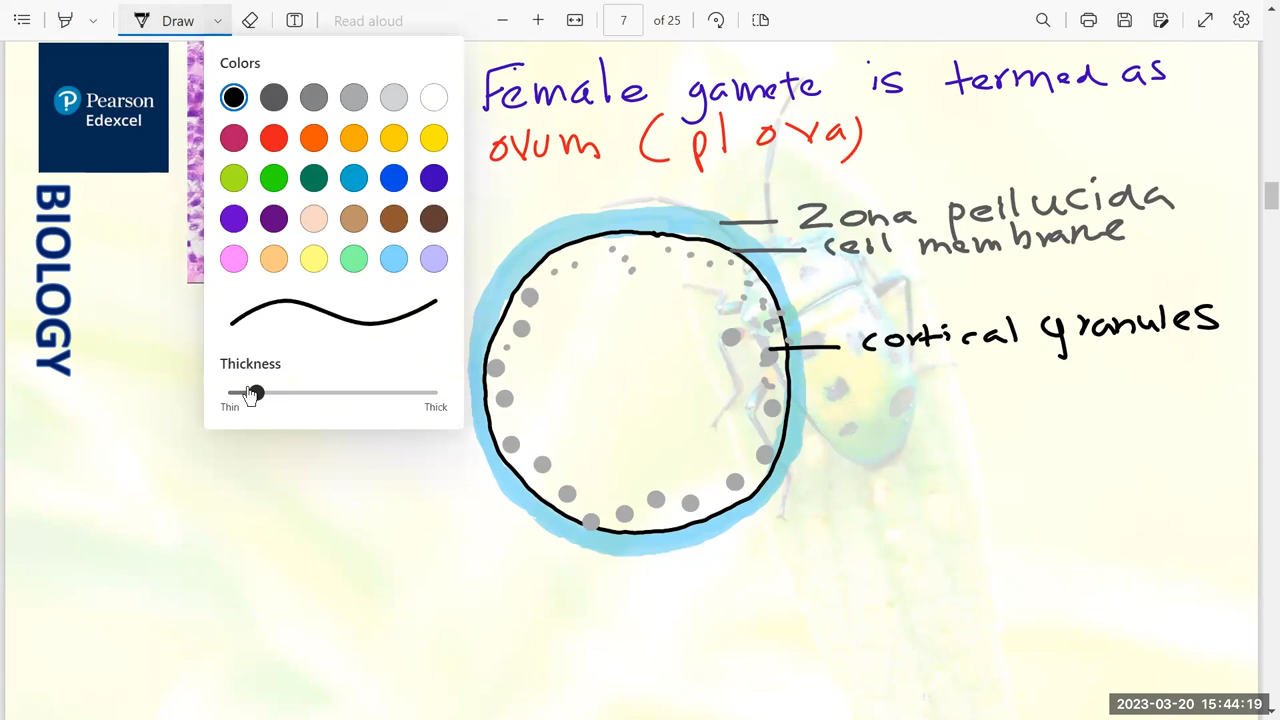 Draw
Read aloud
7
of 25
Pearson
Edexcel
BIOLOGY
Colors
Thickness
Thin
Thick
Female gamete is termed as
ovum (pl ova)
Zona pellucida
cell membrane
cortical granules
2023-03-20 15:44:19